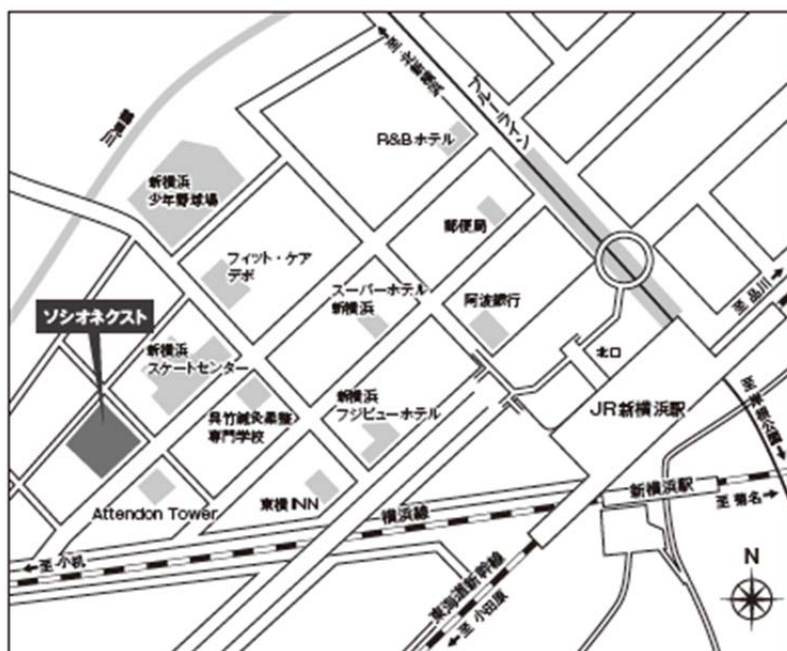 至 北新横浜
ブルーライン
鶴見川
R&Bホテル
新横浜
少年野球場
郵便局
フィット・ケア
デポ
スーパーホテル
新横浜
阿波銀行
至 品川
ソシオネクスト
新横浜
スケートセンター
北口
新横浜
フジビューホテル
JR新横浜駅
呉竹鍼灸柔整
専門学校
至 岸根公園
東横INN
Attendon Tower
横浜線
新横浜駅
至 菊名
至 小机
東海道新幹線
至 小田原
N